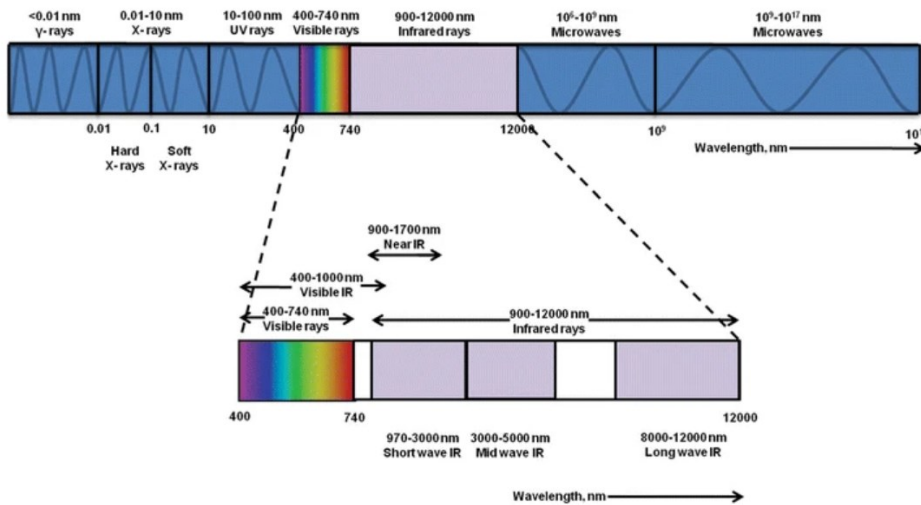 <0.01 nm
γ- rays
0.01-10 nm
X- rays
10-100 nm
UV rays
400-740 nm
Visible rays
900-12000 nm
Infrared rays
10⁶-10⁹ nm
Microwaves
10⁹-10¹⁷ nm
Microwaves
0.01
0.1
10
400
740
12000
10⁹
Hard
X- rays
Soft
X- rays
Wavelength, nm
900-1700 nm
Near IR
400-1000 nm
Visible IR
400-740 nm
Visible rays
900-12000 nm
Infrared rays
400
740
12000
970-3000 nm
Short wave IR
3000-5000 nm
Mid wave IR
8000-12000 nm
Long wave IR
Wavelength, nm